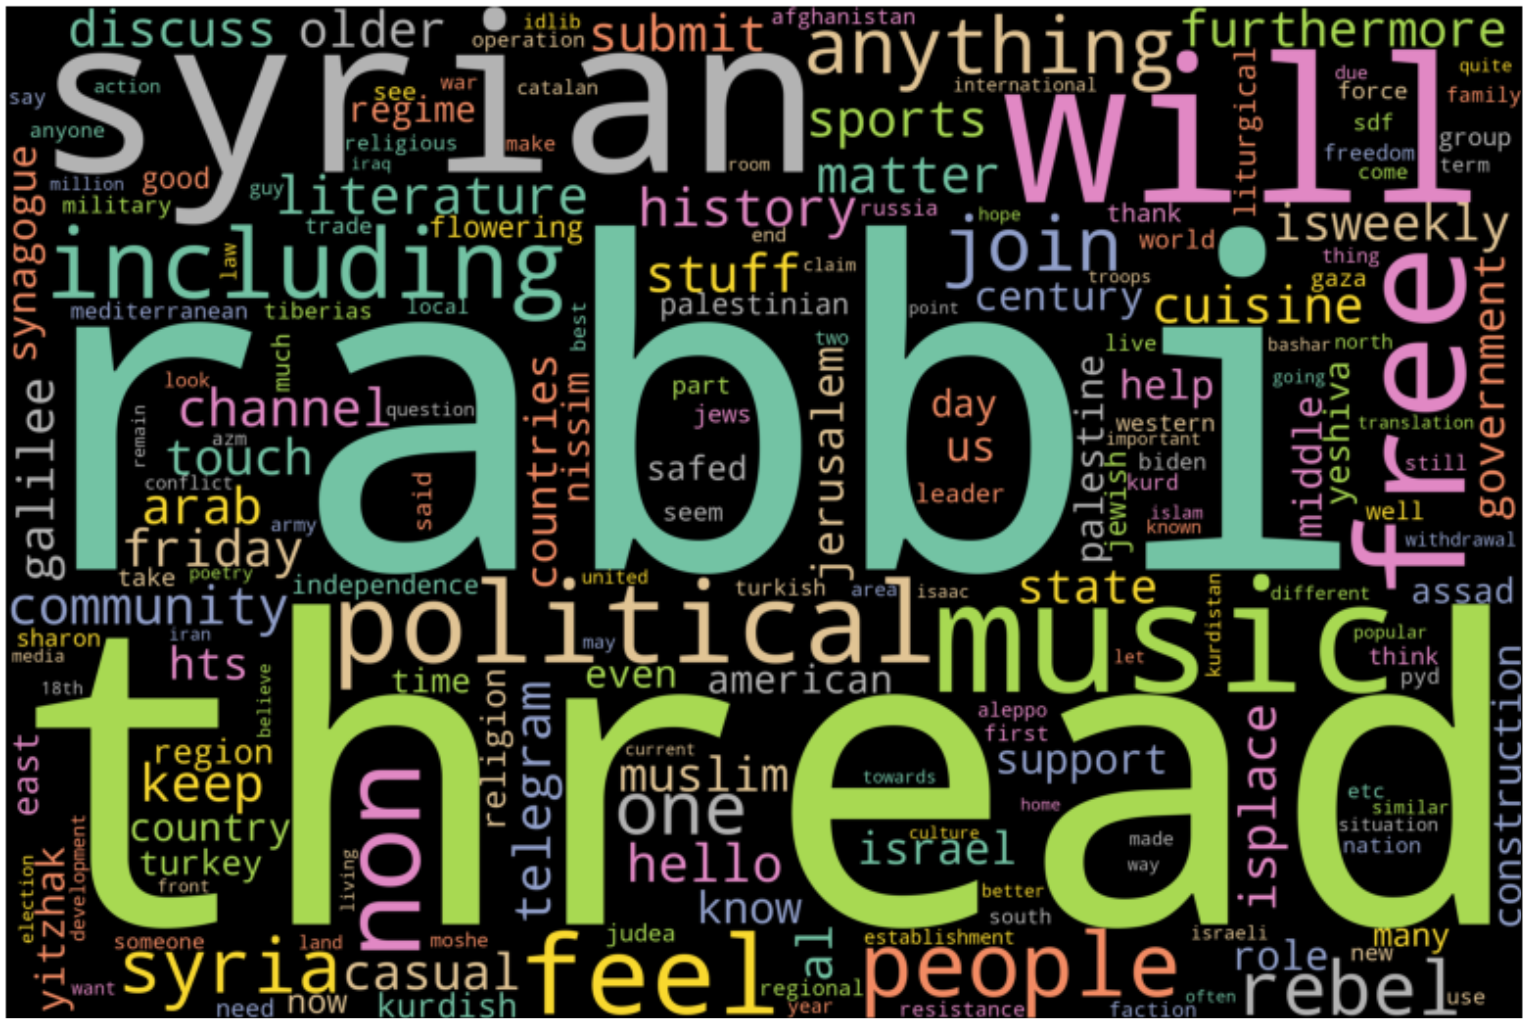 discuss
older
idlib
operation
submit
afghanistan
anything
furthermore
syrian
say
action
anyone
see
war
regime
religious
iraq
make
catalan
room
international
sports
will
liturgical
due
force
quite
family
sdf
freedom
come
group
term
million
military
good
guy
literature
trade
flowering
history
russia
matter
hope
thank
world
join
isweekly
thing
gaza
synagogue
including
law
stuff
claim
end
palestinian
century
troops
cuisine
free
government
mediterranean
tiberias
local
best
two
point
live
bashar
north
rabbi
galilee
look
much
remain
channel
question
azm
touch
conflict
arab
said
army
friday
countries
nissim
part
jews
safed
seem
jerusalem
day
us
leader
palestine
help
western
important
biden
kurd
jewish
islam
known
going
middle
yeshiva
translation
still
well
withdrawal
take
poetry
independence
united
turkish
area
isaac
state
kurdistan
different
assad
community
political
music
sharon
iran
media
hts
may
let
popular
think
pyd
18th
believe
time
even
american
thread
east
region
keep
country
turkey
front
non
living
religion
telegram
current
muslim
one
hello
know
towards
culture
israel
aleppo
first
support
home
better
south
made
way
isplace
etc
similar
situation
nation
construction
election
yitzhak
development
someone
land
moshe
judea
al
establishment
israeli
many
syria
casual
feel
people
role
new
rebel
use
want
need
now
kurdish
regional
year
resistance
faction
often